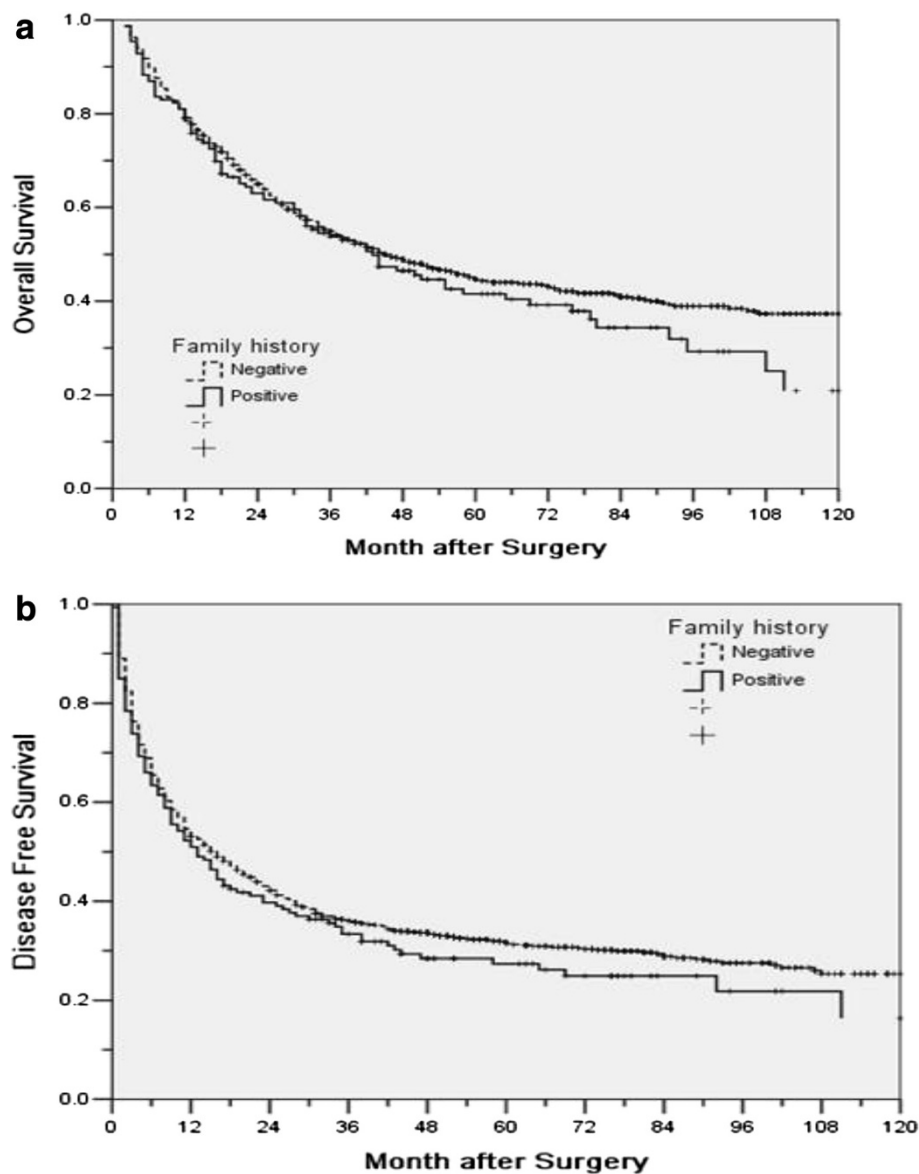 a
Overall Survival
1.0
0.8
0.6
0.4
0.2
0.0
Family history
Negative
Positive
0 12 24 36 48 60 72 84 96 108 120
Month after Surgery
b
Disease Free Survival
1.0
0.8
0.6
0.4
0.2
0.0
Family history
Negative
Positive
0 12 24 36 48 60 72 84 96 108 120
Month after Surgery